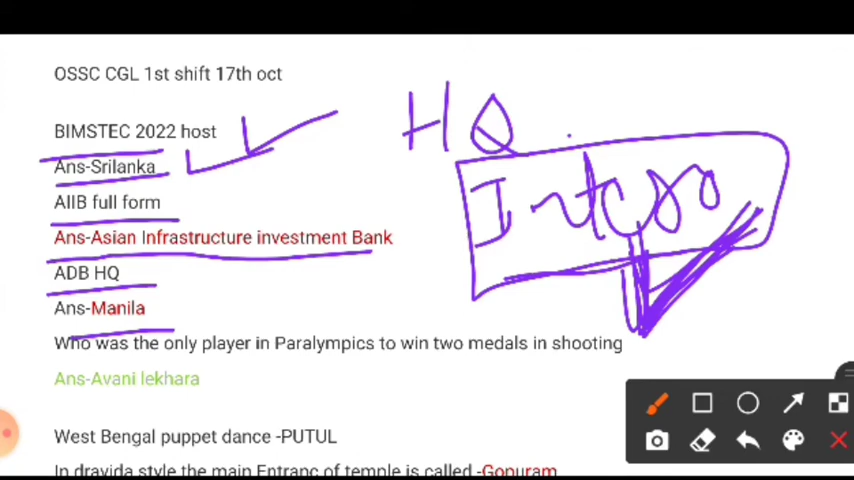 OSSC CGL 1st shift 17th oct
HQ
BIMSTEC 2022 host
Ans-Srilanka
AIIB full form
Ans-Asian Infrastructure investment Bank
ADB HQ
Ans-Manila
Who was the only player in Paralympics to win two medals in shooting
Ans-Avani lekhara
West Bengal puppet dance -PUTUL
In dravida style the main Entranc of temple is called -Gopuram